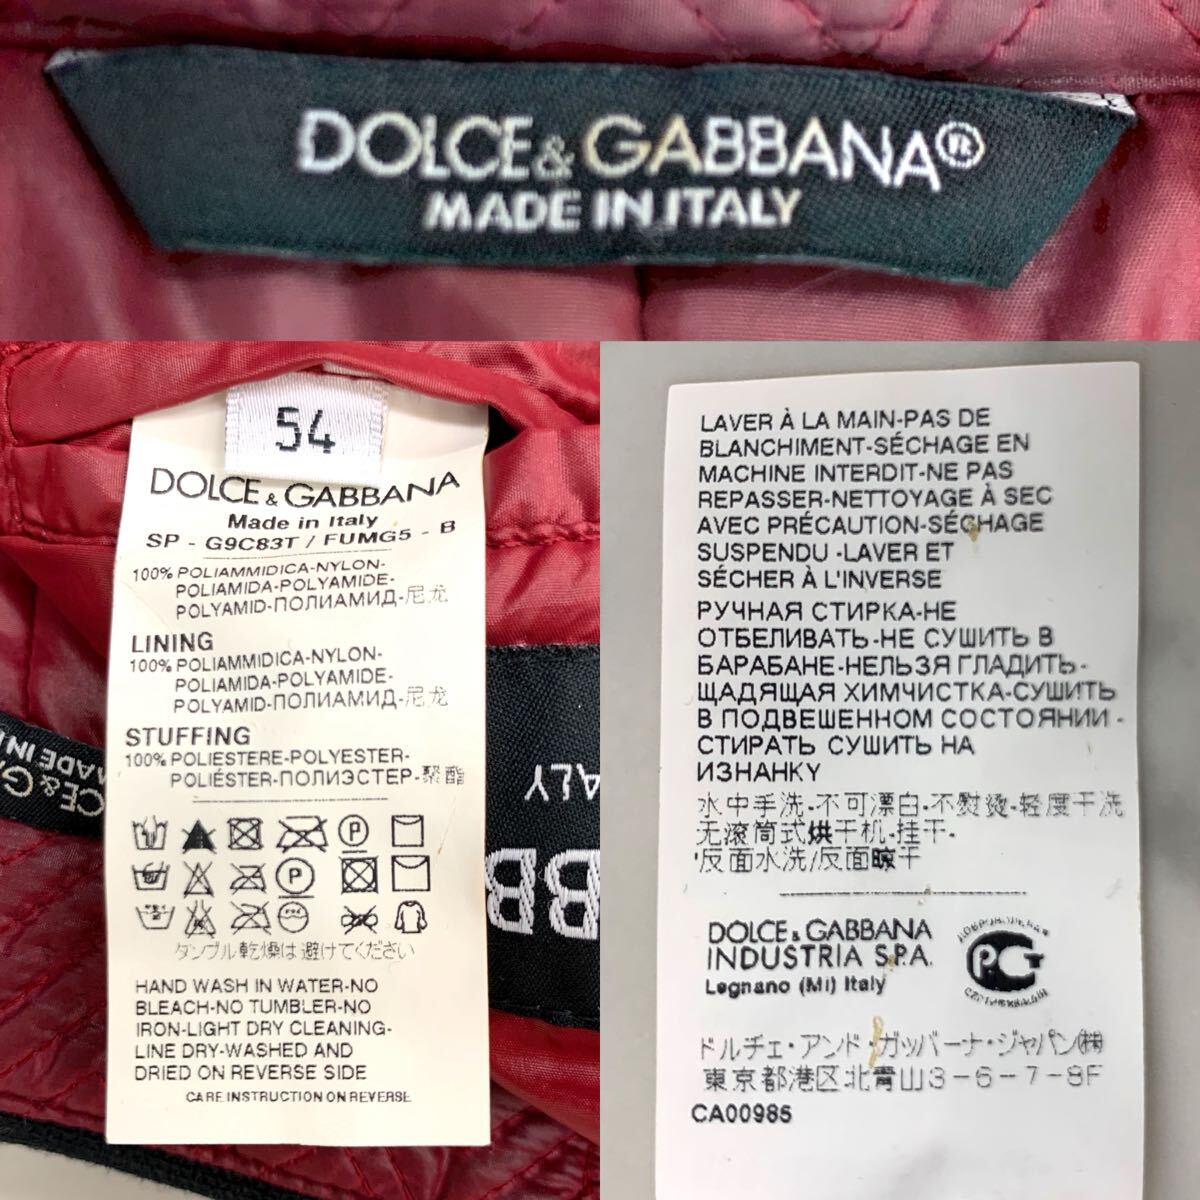 DOLCE & GABBANA®
MADE IN ITALY
54
DOLCE & GABBANA
Made in Italy
SP - G9C83T / FUMG5 - B
100% POLIAMMIDICA-NYLON-
POLIAMIDA-POLYAMIDE-
POLYAMID-ПОЛИАМИД-尼龙
LINING
100% POLIAMMIDICA-NYLON-
POLIAMIDA-POLYAMIDE-
POLYAMID-ПОЛИАМИД-尼龙
STUFFING
100% POLIESTERE-POLYESTER-
POLIÉSTER-ПОЛИЭСТЕР-聚酯
タンブル乾燥は避けてください
HAND WASH IN WATER-NO
BLEACH-NO TUMBLER-NO
IRON-LIGHT DRY CLEANING-
LINE DRY-WASHED AND
DRIED ON REVERSE SIDE
CARE INSTRUCTION ON REVERSE
LAVER À LA MAIN-PAS DE
BLANCHIMENT-SÉCHAGE EN
MACHINE INTERDIT-NE PAS
REPASSER-NETTOYAGE À SEC
AVEC PRÉCAUTION-SÉCHAGE
SUSPENDU -LAVER ET
SÉCHER À L'INVERSE
РУЧНАЯ СТИРКА-НЕ
ОТБЕЛИВАТЬ-НЕ СУШИТЬ В
БАРАБАНЕ-НЕЛЬЗЯ ГЛАДИТЬ-
ЩАДЯЩАЯ ХИМЧИСТКА-СУШИТЬ
В ПОДВЕШЕННОМ СОСТОЯНИИ -
СТИРАТЬ СУШИТЬ НА
ИЗНАНКУ
水中手洗-不可漂白-不熨烫-轻度干洗
无滚筒式烘干机-挂干-
反面水洗/反面晾干
DOLCE & GABBANA
INDUSTRIA S.P.A.
Legnano (Mi) Italy
ドルチェ・アンド・ガッバーナ・ジャパン㈱
東京都港区北青山3-6-7-8F
CA00985